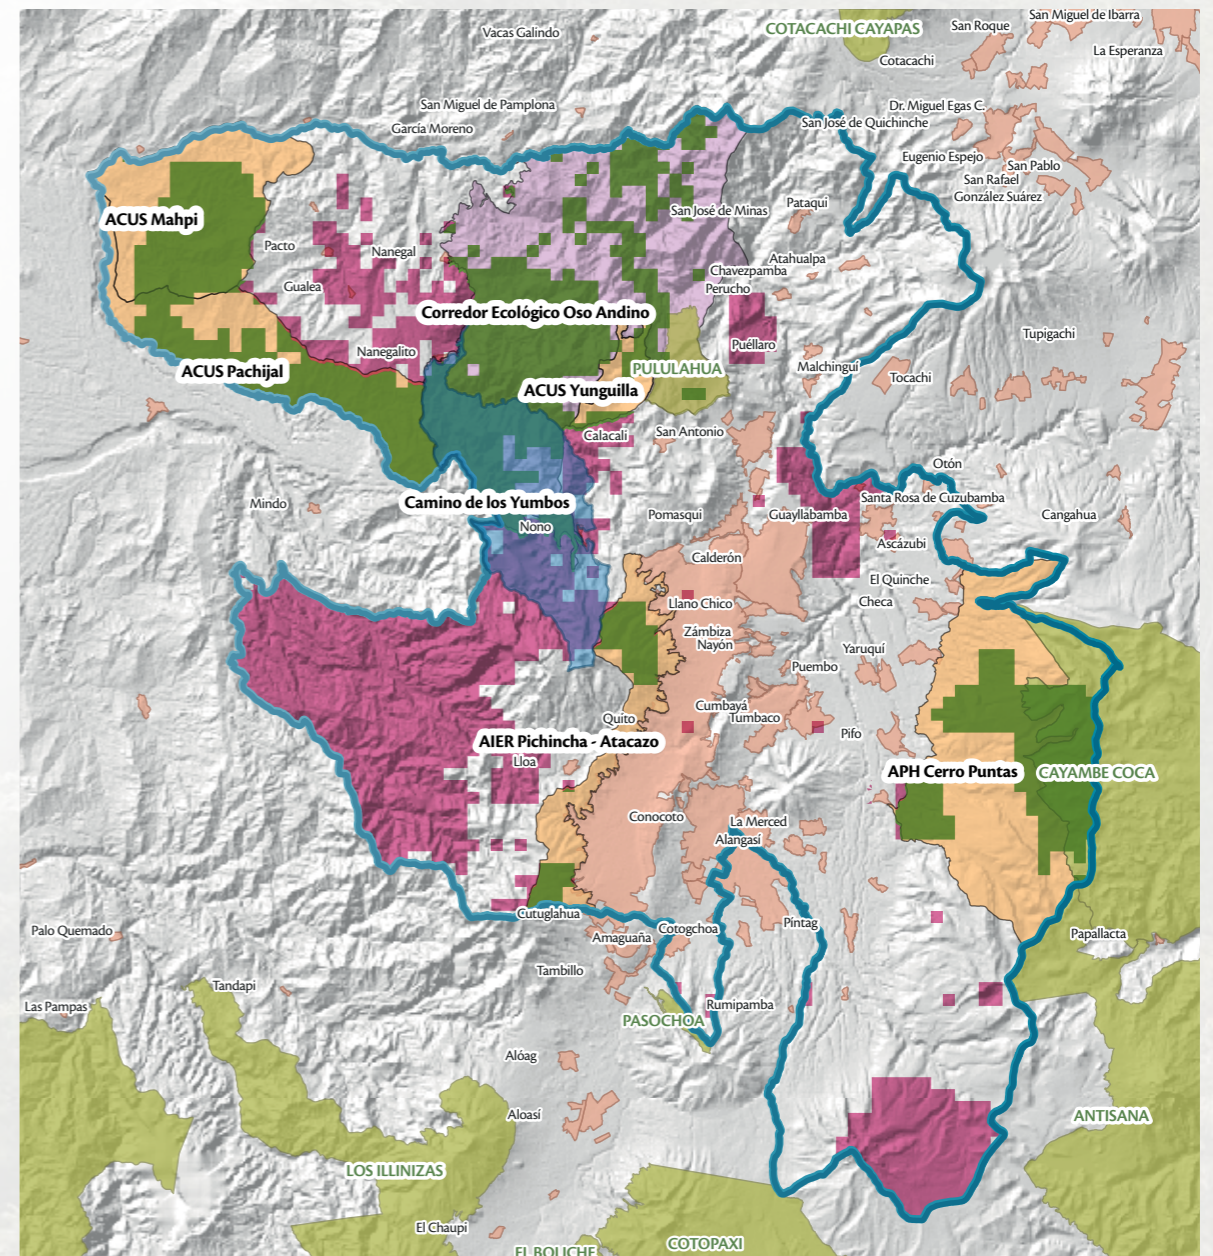 San Miguel de Ibarra
COTACACHI CAYAPAS
San Roque
Vacas Galindo
La Esperanza
Cotacachi
San Miguel de Pamplona
Dr. Miguel Egas C.
García Moreno
San José de Quichinche
Eugenio Espejo
San Pablo
San Rafael
González Suárez
Pataqui
San José de Minas
ACUS Mahpi
Pacto
Nanegal
Atahualpa
Chavezpamba
Gualea
Perucho
Corredor Ecológico Oso Andino
Tupigachi
Puéllaro
Nanegalito
Malchinguí
ACUS Pachijal
PULULAHUA
Tocachi
ACUS Yunguilla
Calacali
San Antonio
Otón
Santa Rosa de Cuzubamba
Camino de los Yumbos
Mindo
Pomasqui
Guayllabamba
Cangahua
Nono
Ascázubi
Calderón
El Quinche
Llano Chico
Checa
Zámbiza
Nayón
Yaruquí
Puembo
Cumbayá
Quito
Tumbaco
Pifo
AIER Pichincha - Atacazo
Lloa
APH Cerro Puntas
CAYAMBE COCA
Conocoto
La Merced
Alangasí
Cutuglahua
Píntag
Palo Quemado
Cotogchoa
Amaguaña
Papallacta
Tambillo
Tandapi
Las Pampas
Rumipamba
PASOCHOA
Alóag
Aloasí
ANTISANA
LOS ILLINIZAS
El Chaupi
COTOPAXI
EL BOLICHE